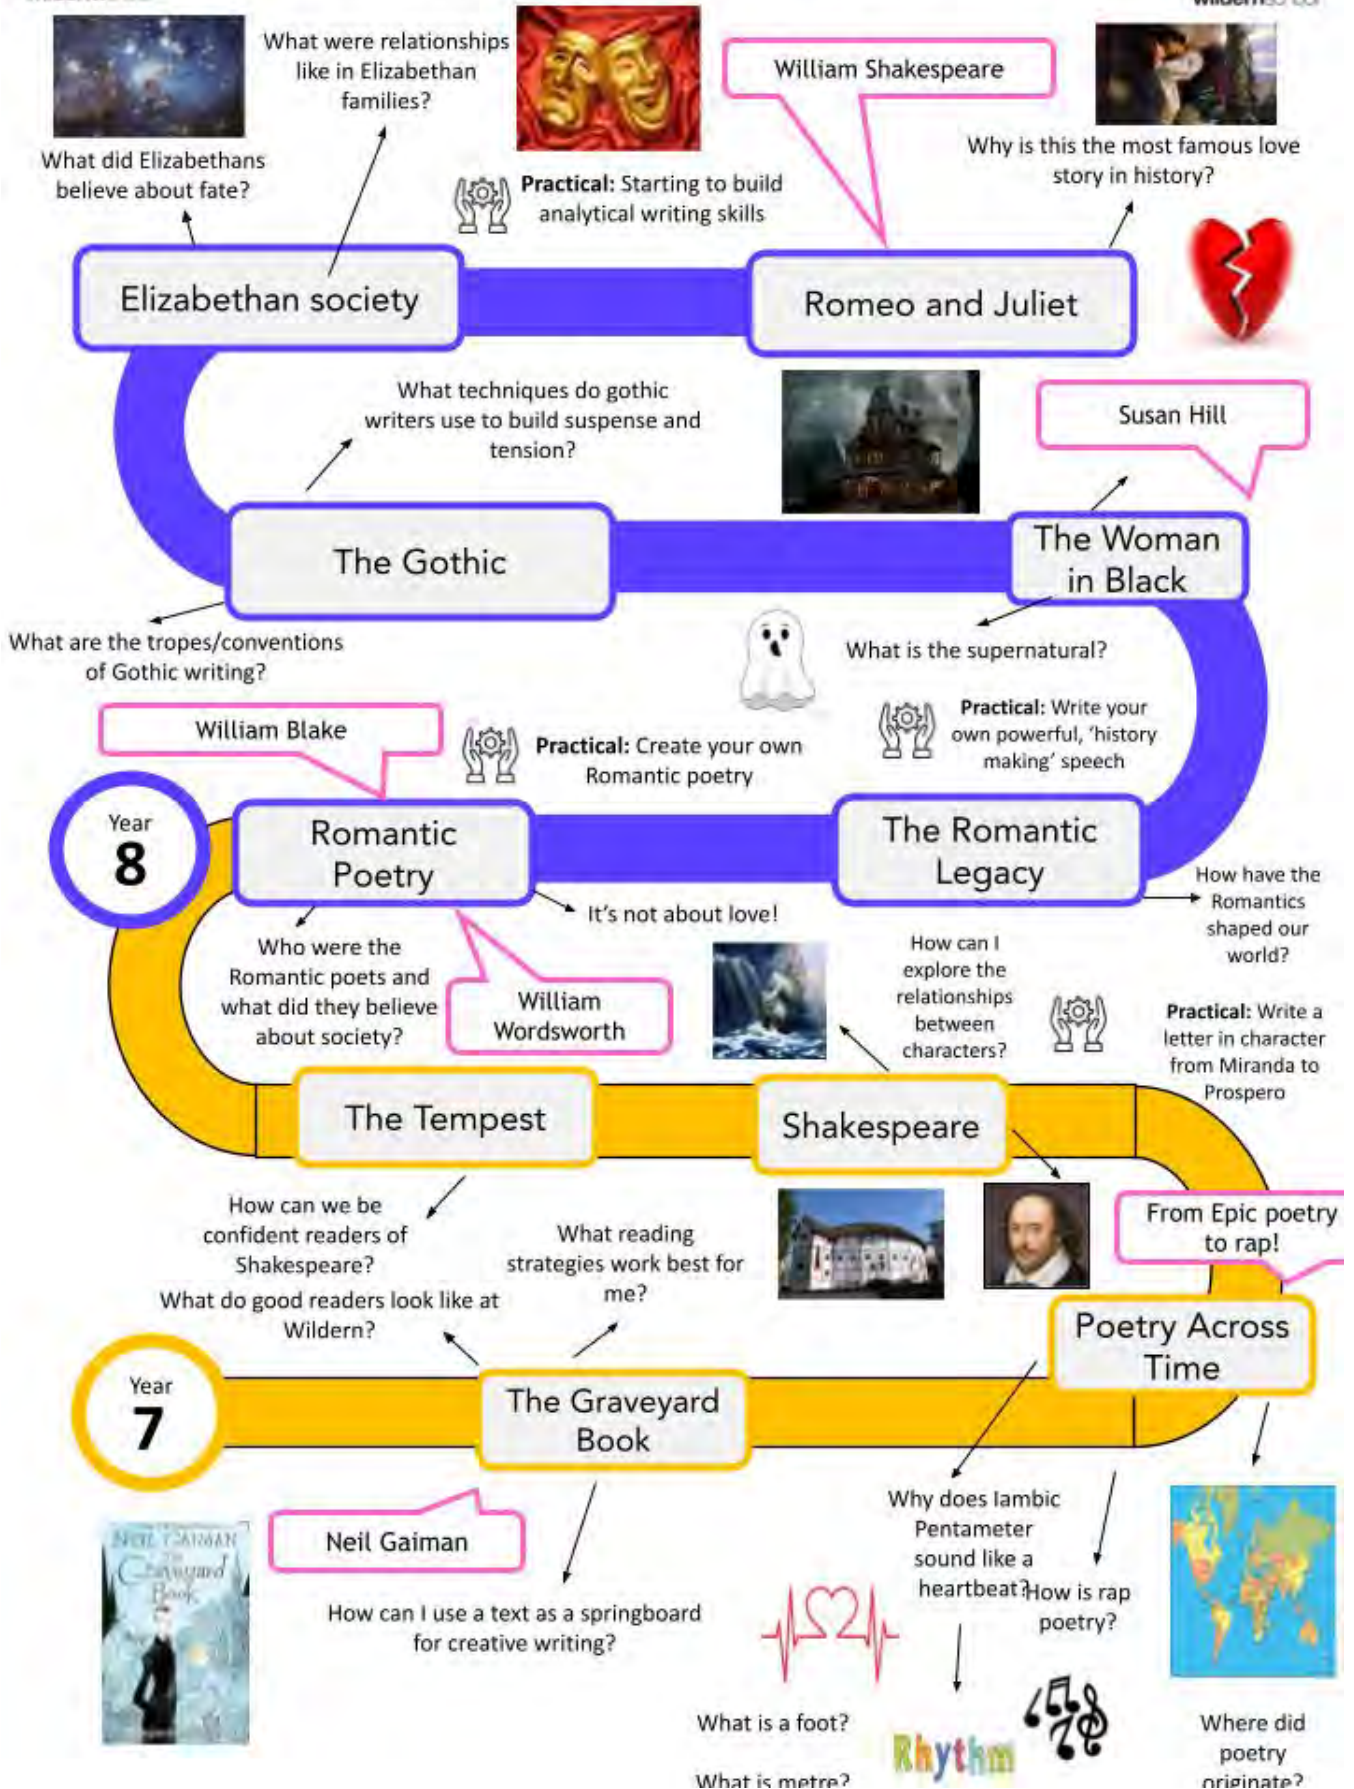 What were relationships
like in Elizabethan
families?
William Shakespeare
What did Elizabethans
believe about fate?
Practical: Starting to build
analytical writing skills
Why is this the most famous love
story in history?
Elizabethan society
Romeo and Juliet
What techniques do gothic
writers use to build suspense and
tension?
Susan Hill
The Gothic
The Woman
in Black
What are the tropes/conventions
of Gothic writing?
What is the supernatural?
William Blake
Practical: Create your own
Romantic poetry
Practical: Write your
own powerful, ‘history
making’ speech
Year
8
Romantic
Poetry
The Romantic
Legacy
It’s not about love!
How have the
Romantics
shaped our
world?
Who were the
Romantic poets and
what did they believe
about society?
William
Wordsworth
How can I
explore the
relationships
between
characters?
Practical: Write a
letter in character
from Miranda to
Prospero
The Tempest
Shakespeare
How can we be
confident readers of
Shakespeare?
What reading
strategies work best for
me?
From Epic poetry
to rap!
What do good readers look like at
Wildern?
Poetry Across
Time
Year
7
The Graveyard
Book
Neil Gaiman
NEIL GAIMAN
The
Graveyard
Book
How can I use a text as a springboard
for creative writing?
Why does Iambic
Pentameter
sound like a
heartbeat?
How is rap
poetry?
What is a foot?
Rhythm
What is metre?
Where did
poetry
originate?